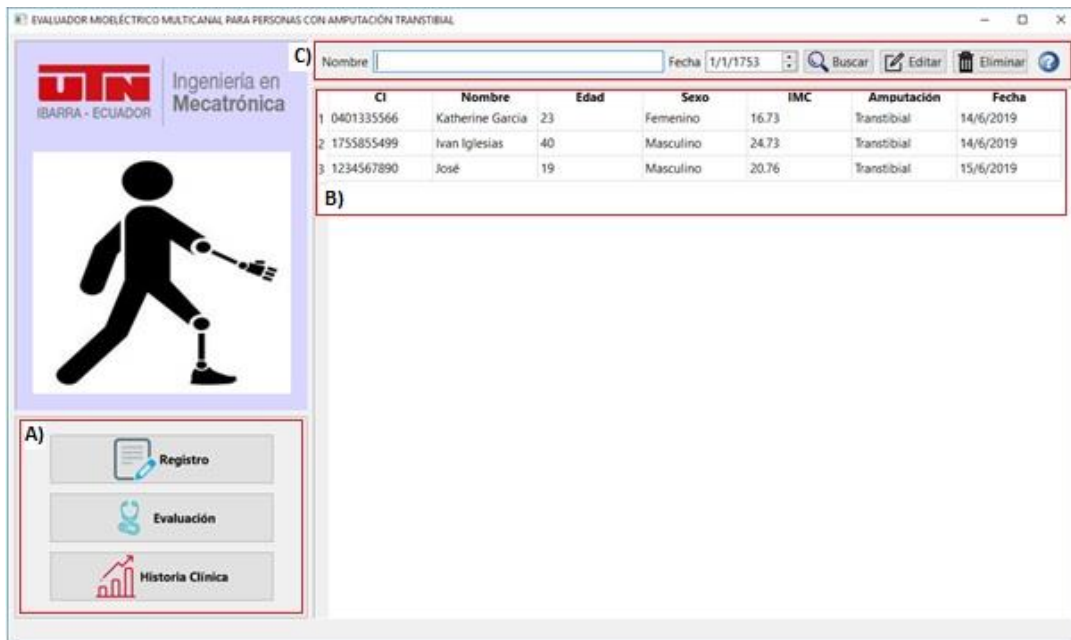 EVALUADOR MIOELÉCTRICO MULTICANAL PARA PERSONAS CON AMPUTACIÓN TRANSTIBIAL
UTN
IBARRA - ECUADOR
Ingeniería en
Mecatrónica
C)
Nombre Fecha 1/1/1753 Buscar Editar Eliminar ?
CI Nombre Edad Sexo IMC Amputación Fecha
1 0401335566 Katherine Garcia 23 Femenino 16.73 Transtibial 14/6/2019
2 1755855499 Ivan Iglesias 40 Masculino 24.73 Transtibial 14/6/2019
3 1234567890 José 19 Masculino 20.76 Transtibial 15/6/2019
B)
A)
Registro
Evaluación
Historia Clínica